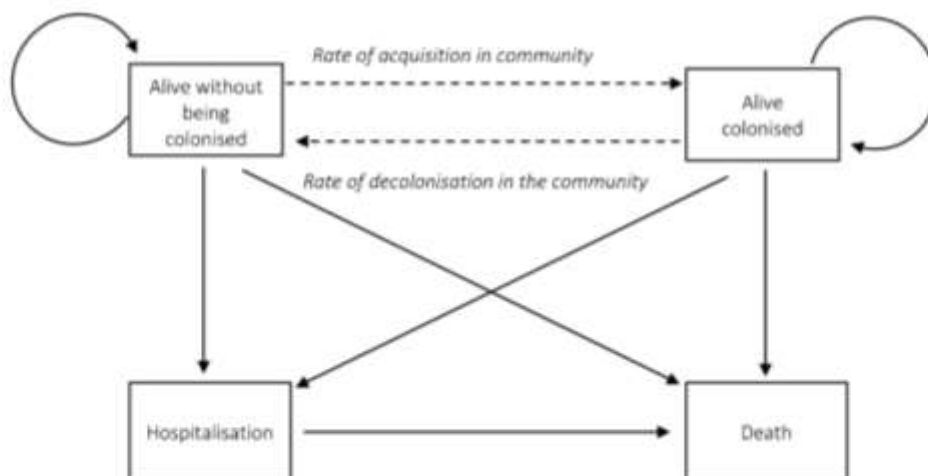 Rate of acquisition in community
Alive without
being
colonised
Alive
colonised
Rate of decolonisation in the community
Hospitalisation
Death